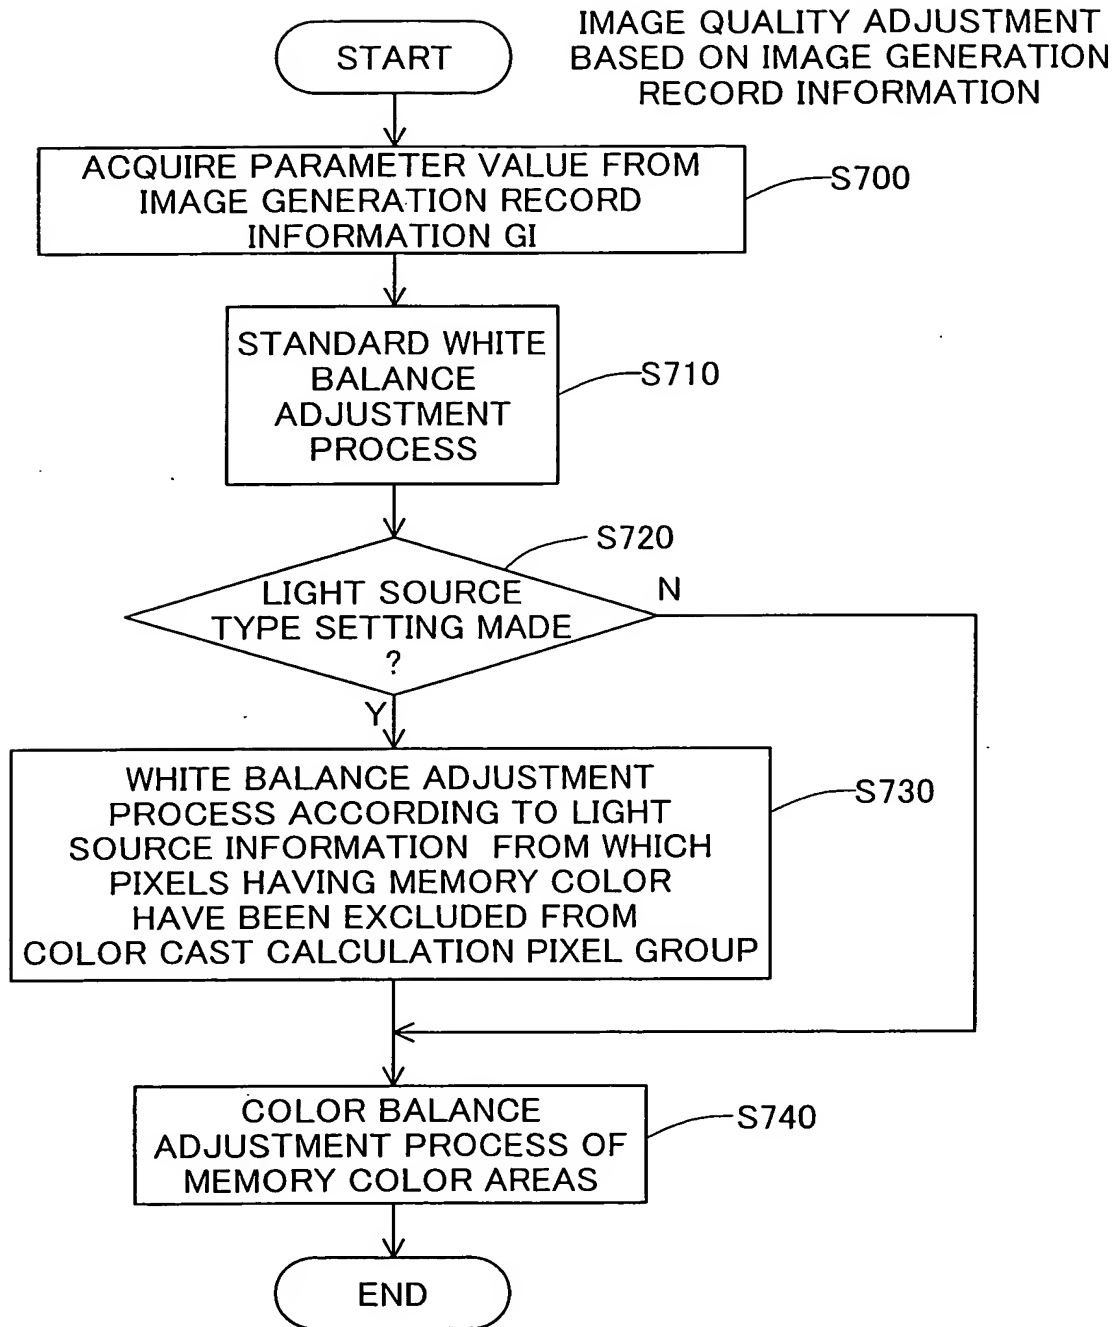 IMAGE QUALITY ADJUSTMENT
BASED ON IMAGE GENERATION
RECORD INFORMATION
START
ACQUIRE PARAMETER VALUE FROM
IMAGE GENERATION RECORD
INFORMATION GI
S700
STANDARD WHITE
BALANCE
ADJUSTMENT
PROCESS
S710
S720
LIGHT SOURCE
TYPE SETTING MADE
?
N
Y
WHITE BALANCE ADJUSTMENT
PROCESS ACCORDING TO LIGHT
SOURCE INFORMATION FROM WHICH
PIXELS HAVING MEMORY COLOR
HAVE BEEN EXCLUDED FROM
COLOR CAST CALCULATION PIXEL GROUP
S730
COLOR BALANCE
ADJUSTMENT PROCESS OF
MEMORY COLOR AREAS
S740
END